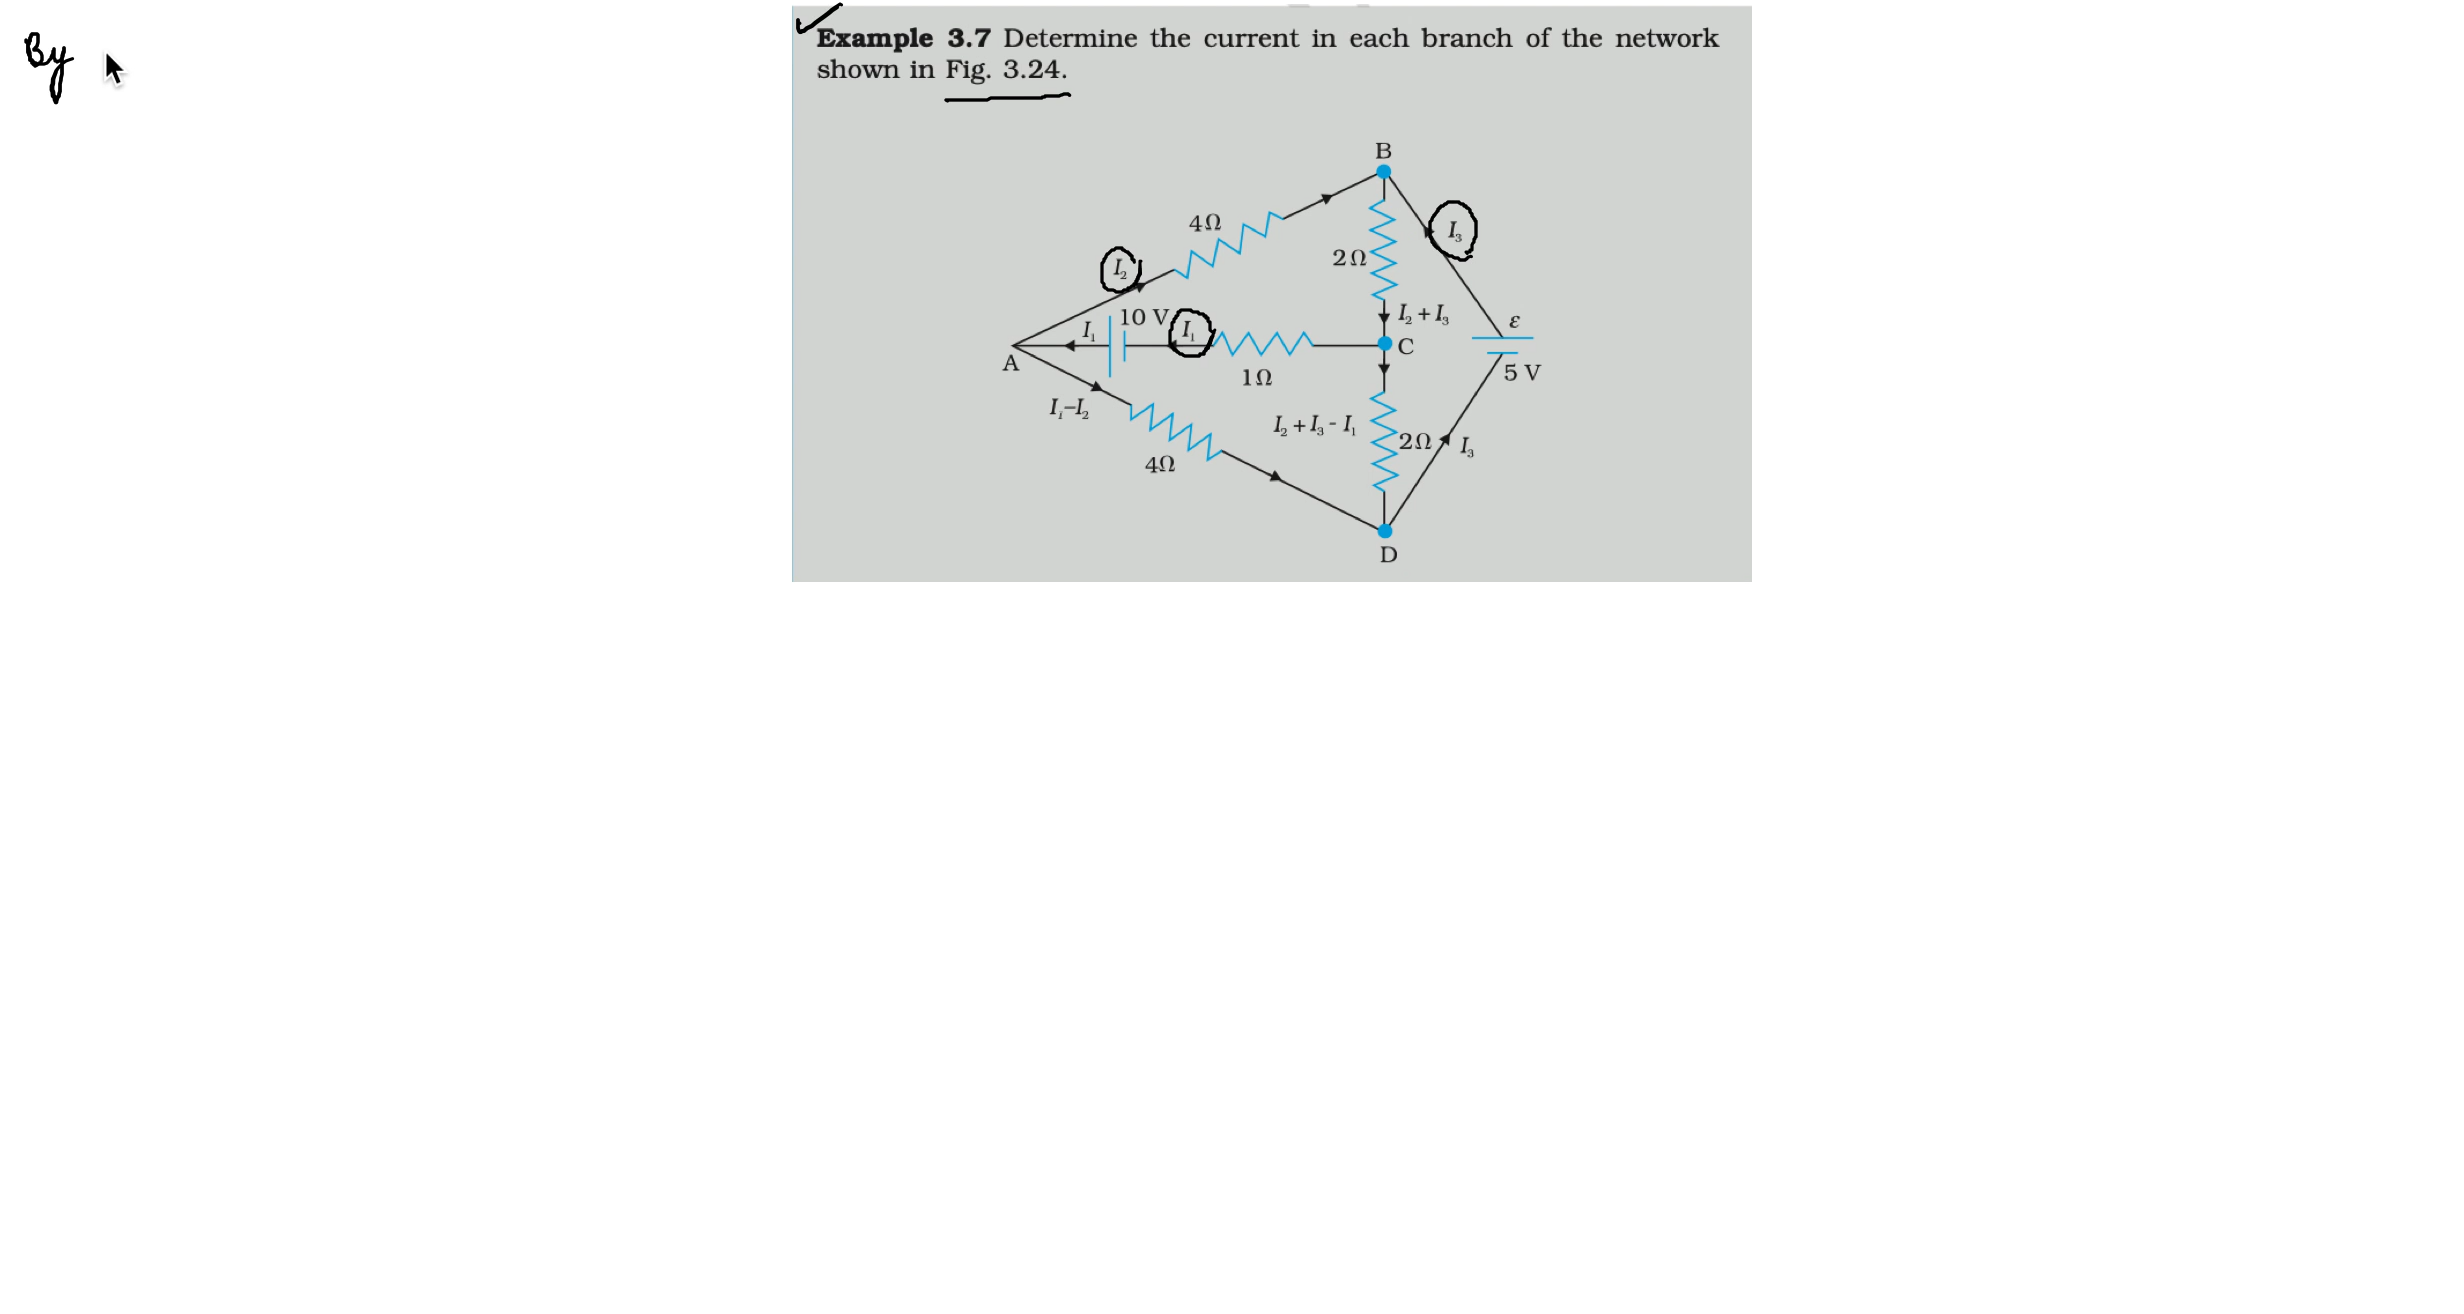 By
Example 3.7 Determine the current in each branch of the network
shown in Fig. 3.24.
B
4Ω
I₃
2Ω
I₂
I₂ + I₃
10 V
I₁
I₁
ε
A
C
1Ω
5 V
I₁–I₂
I₂ + I₃ - I₁
2Ω
I₃
4Ω
D